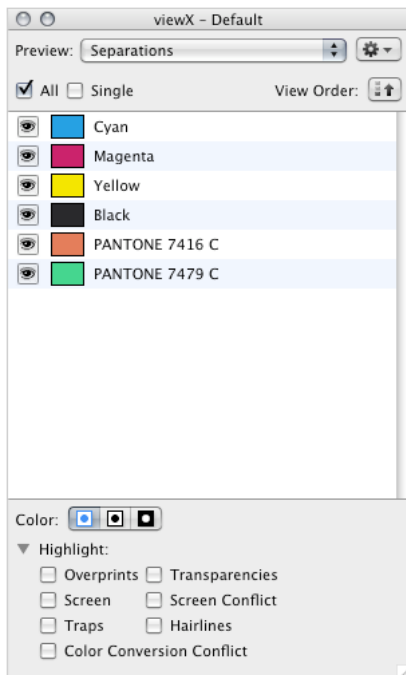 viewX – Default
Preview: Separations
All Single View Order:
Cyan
Magenta
Yellow
Black
PANTONE 7416 C
PANTONE 7479 C
Color:
Highlight:
Overprints Transparencies
Screen Screen Conflict
Traps Hairlines
Color Conversion Conflict